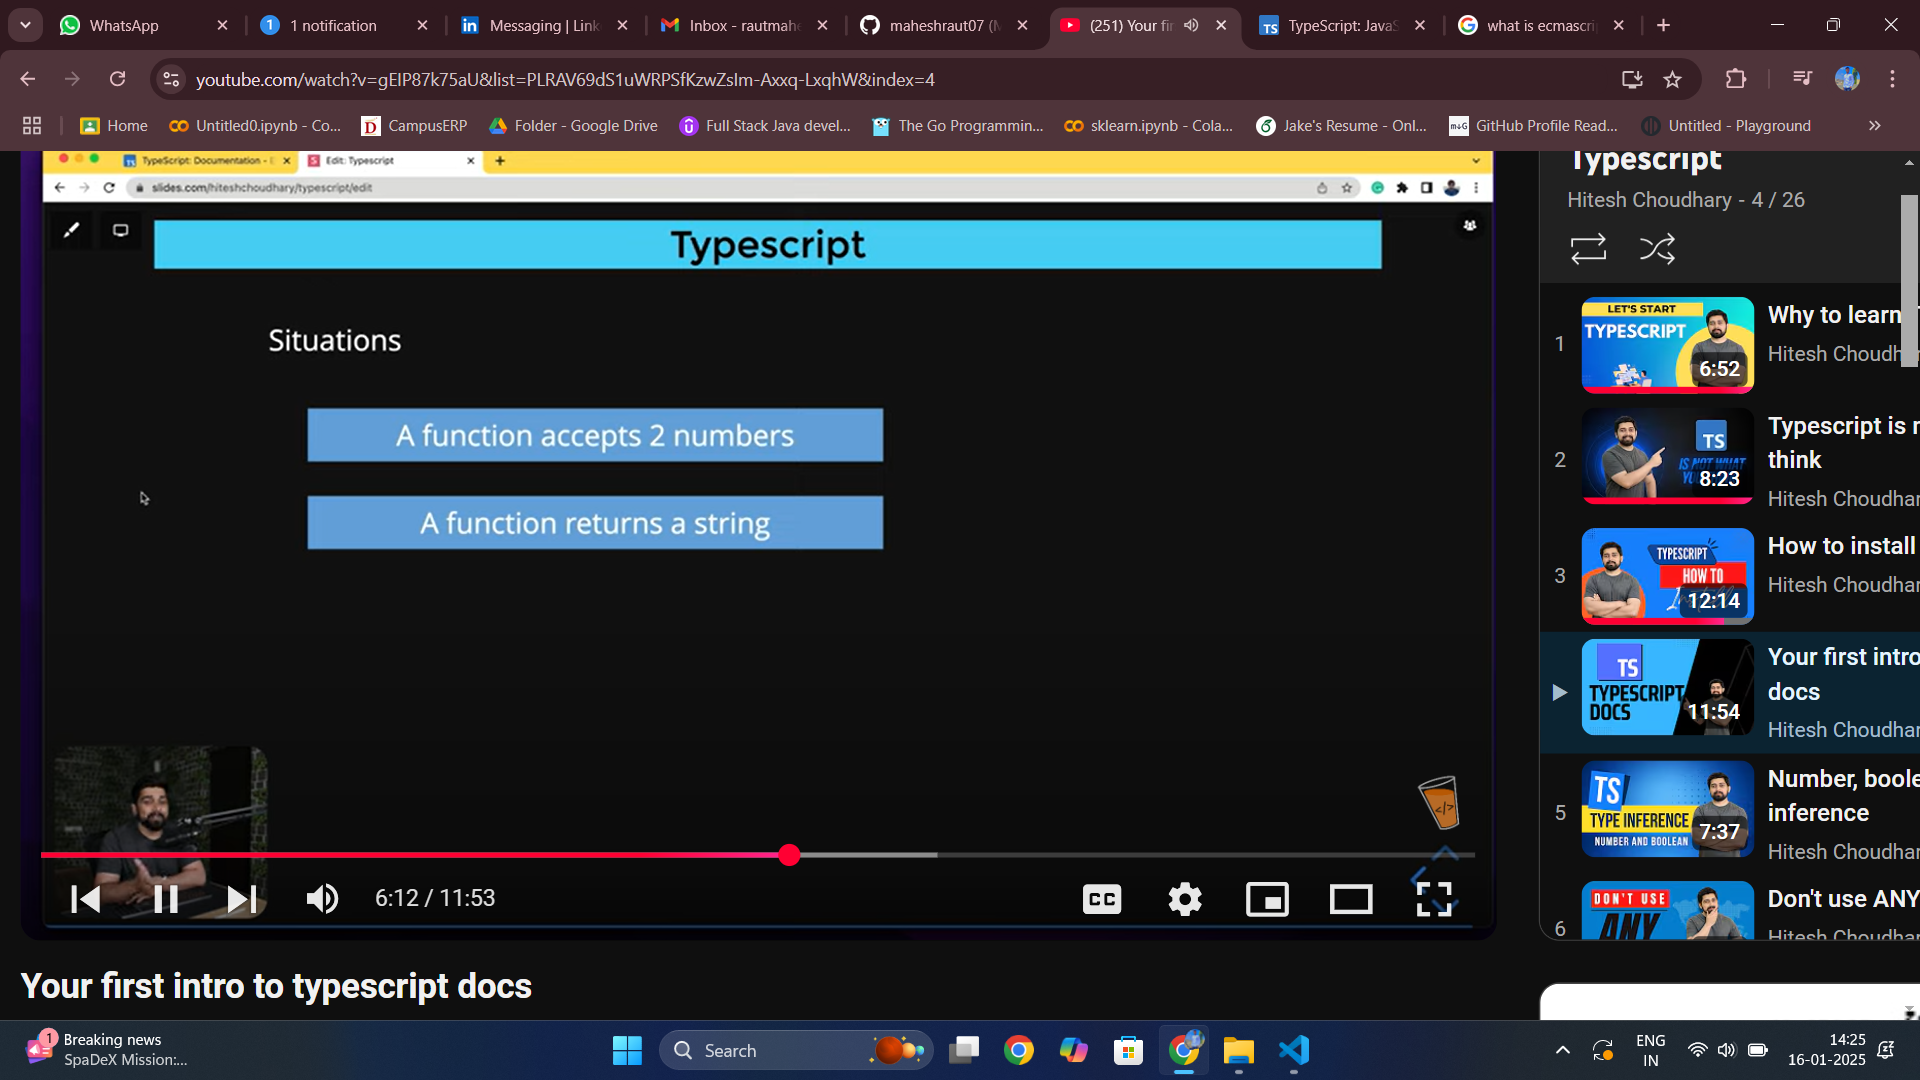 WhatsApp
1 notification
Messaging | Link
Inbox - rautmahe
maheshraut07 (M
(251) Your fir
TypeScript: JavaS
what is ecmascri
youtube.com/watch?v=gEIP87k75aU&list=PLRAV69dS1uWRPSfKzwZsIm-Axxq-LxqhW&index=4
Home
Untitled0.ipynb - Co...
CampusERP
Folder - Google Drive
Full Stack Java devel...
The Go Programmin...
sklearn.ipynb - Cola...
Jake's Resume - Onl...
GitHub Profile Read...
Untitled - Playground
TypeScript: Documentation -
Edit: Typescript
slides.com/hiteshchoudhary/typescript/edit
Typescript
Situations
A function accepts 2 numbers
A function returns a string
6:12 / 11:53
CC
Your first intro to typescript docs
Typescript
Hitesh Choudhary - 4 / 26
1
LET'S START
TYPESCRIPT
6:52
Why to learn T
Hitesh Choudh
2
TS
IS NOT WHAT
8:23
Typescript is n
think
Hitesh Choudhar
3
TYPESCRIPT
HOW TO
Install
12:14
How to install
Hitesh Choudhar
TS
TYPESCRIPT
DOCS
11:54
Your first intro
docs
Hitesh Choudhar
5
TS
TYPE INFERENCE
NUMBER AND BOOLEAN
7:37
Number, boole
inference
Hitesh Choudhar
6
DON'T USE
ANY
Don't use ANY
Hitesh Choudhar
1
Breaking news
SpaDeX Mission:...
Search
ENG
IN
14:25
16-01-2025